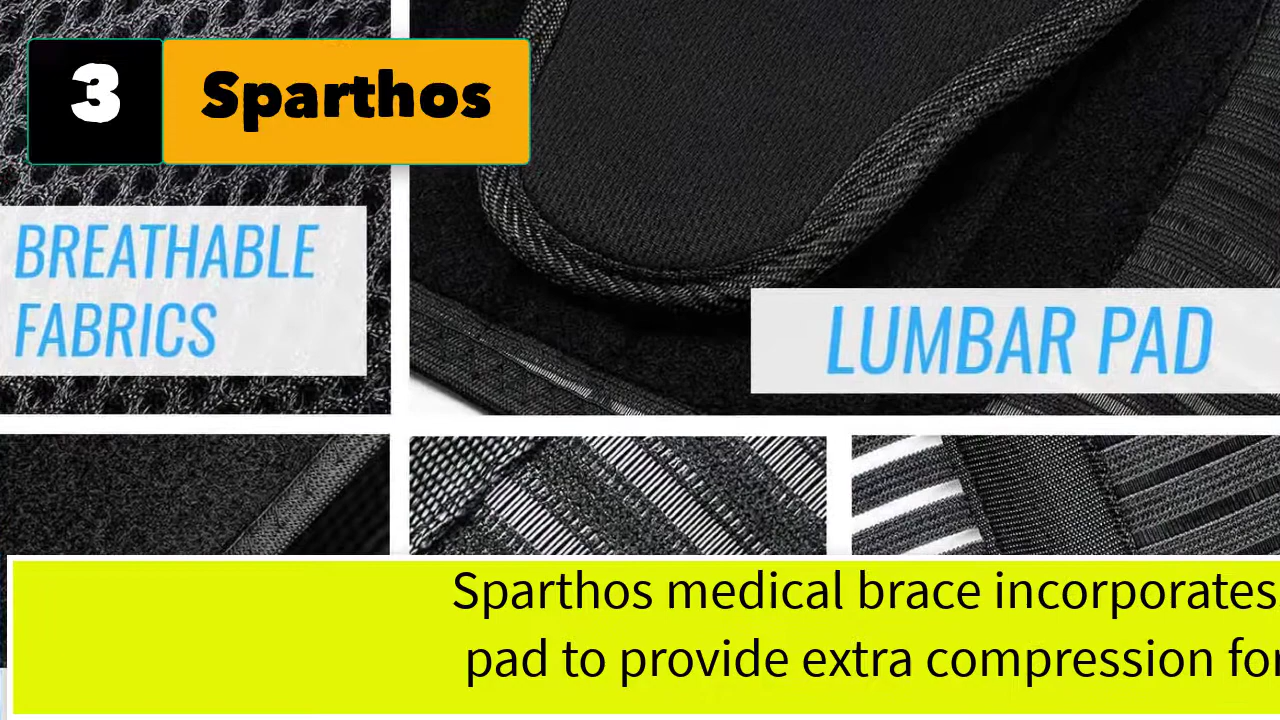 3 Sparthos
BREATHABLE
FABRICS
LUMBAR PAD
Sparthos medical brace incorporates
pad to provide extra compression for